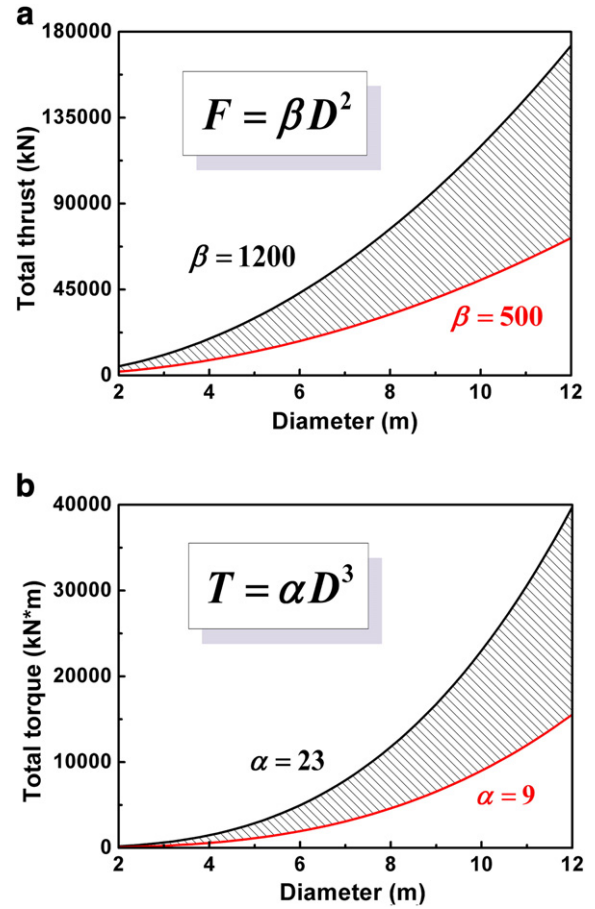 a
180000
135000
90000
45000
0
Total thrust (kN)
F = βD²
β = 1200
β = 500
2 4 6 8 10 12
Diameter (m)
b
40000
30000
20000
10000
0
Total torque (kN*m)
T = αD³
α = 23
α = 9
2 4 6 8 10 12
Diameter (m)